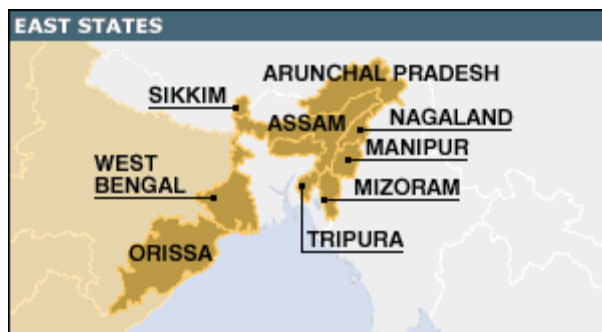 EAST STATES
ARUNCHAL PRADESH
SIKKIM
ASSAM
NAGALAND
MANIPUR
WEST
BENGAL
MIZORAM
TRIPURA
ORISSA